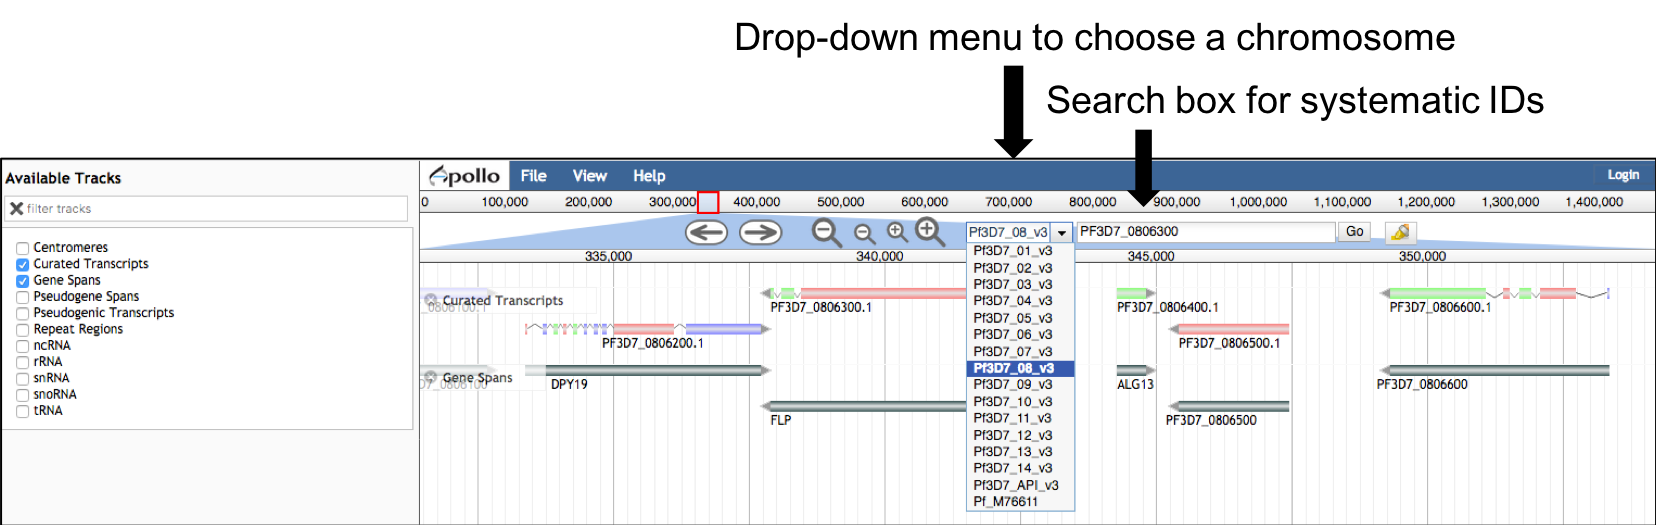 Drop-down menu to choose a chromosome
Search box for systematic IDs
Available Tracks
filter tracks
Centromeres
Curated Transcripts
Gene Spans
Pseudogene Spans
Pseudogenic Transcripts
Repeat Regions
ncRNA
rRNA
snRNA
snoRNA
tRNA
Apollo File View Help Login
0 100,000 200,000 300,000 400,000 500,000 600,000 700,000 800,000 900,000 1,000,000 1,100,000 1,200,000 1,300,000 1,400,000
Pf3D7_08_v3 PF3D7_0806300 Go
335,000 340,000 345,000 350,000
Pf3D7_01_v3
Pf3D7_02_v3
Pf3D7_03_v3
Pf3D7_04_v3
Pf3D7_05_v3
Pf3D7_06_v3
Pf3D7_07_v3
Pf3D7_08_v3
Pf3D7_09_v3
Pf3D7_10_v3
Pf3D7_11_v3
Pf3D7_12_v3
Pf3D7_13_v3
Pf3D7_14_v3
Pf3D7_API_v3
Pf_M76611
Curated Transcripts
_0806100.1 PF3D7_0806300.1 PF3D7_0806400.1 PF3D7_0806600.1
PF3D7_0806200.1 PF3D7_0806500.1
Gene Spans
D7_0806100 DPY19 ALG13 PF3D7_0806600
FLP PF3D7_0806500